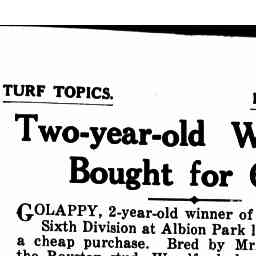 TURF TOPICS.
Two-year-old W
Bought for
GOLAPPY, 2-year-old winner of
Sixth Division at Albion Park l
a cheap purchase. Bred by Mr